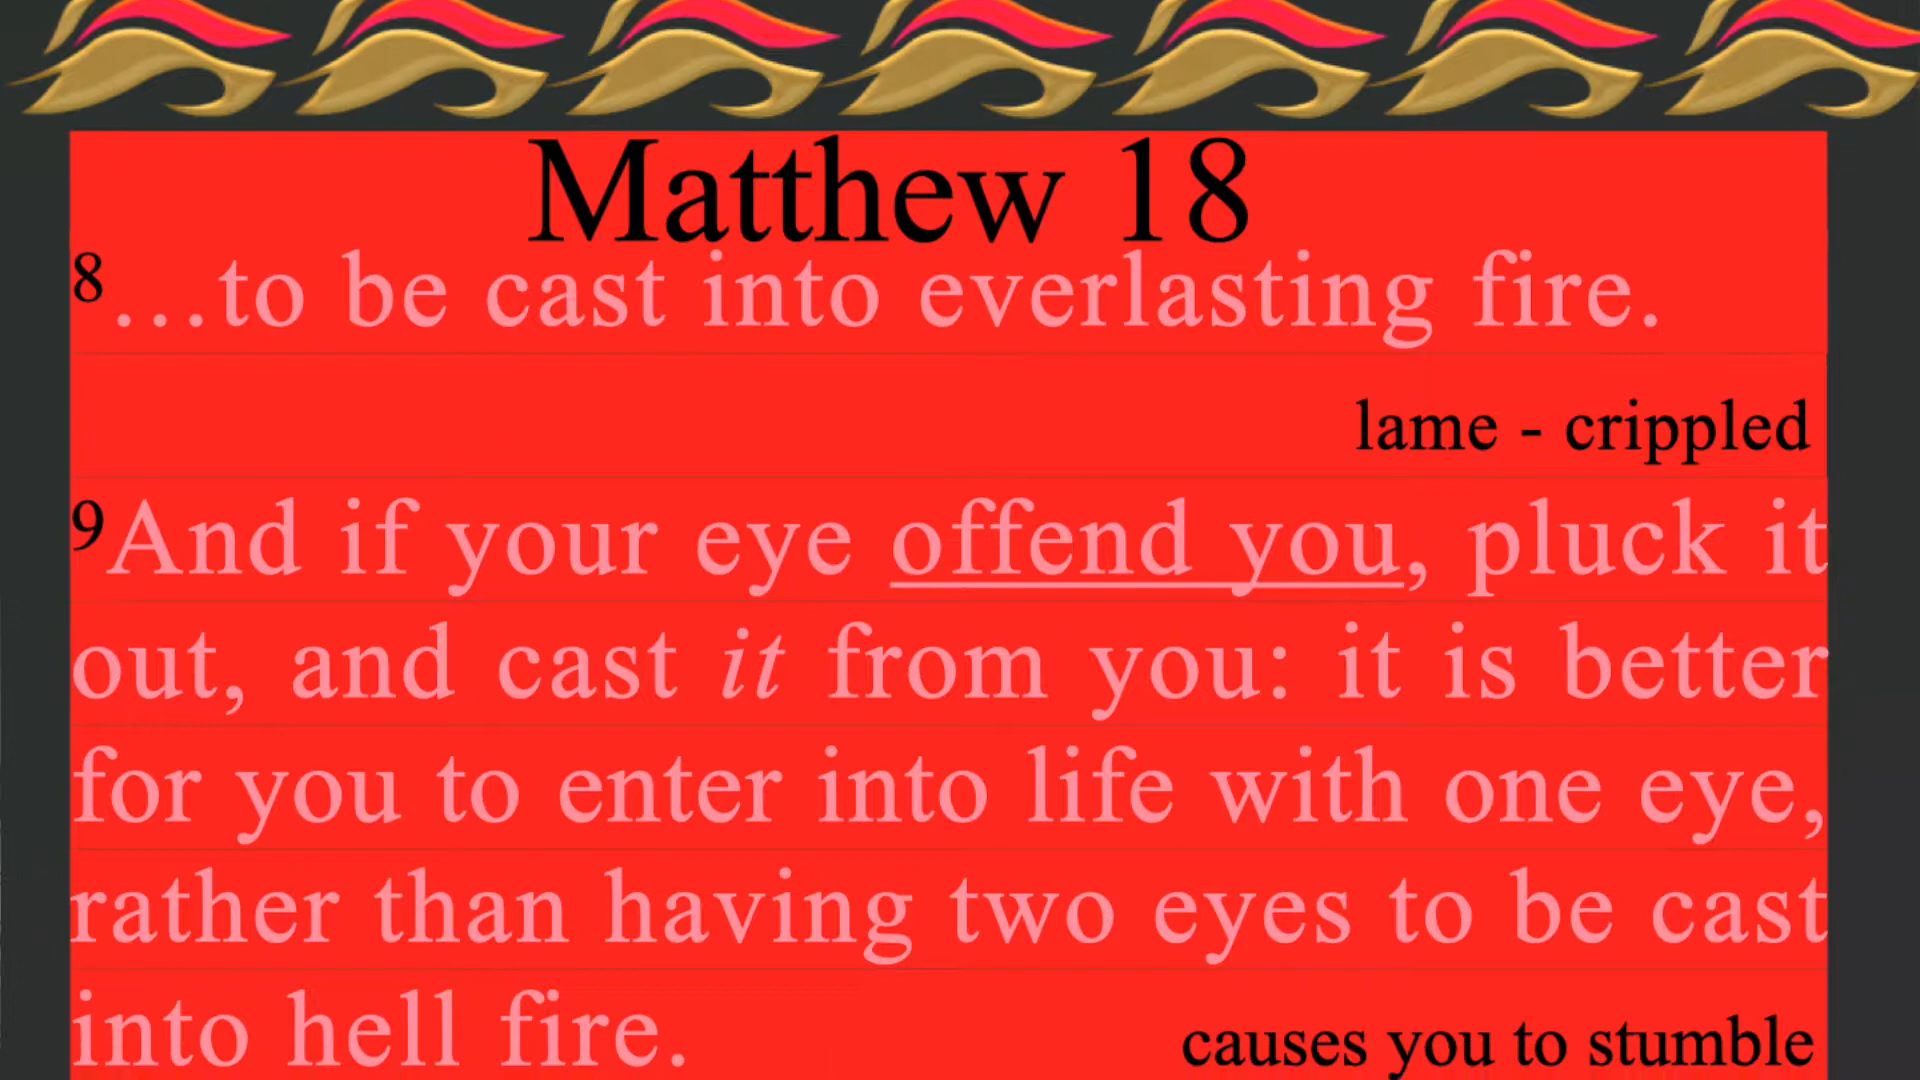 Matthew 18
8...to be cast into everlasting fire.
lame - crippled
9And if your eye offend you, pluck it
out, and cast it from you: it is better
for you to enter into life with one eye,
rather than having two eyes to be cast
into hell fire. causes you to stumble